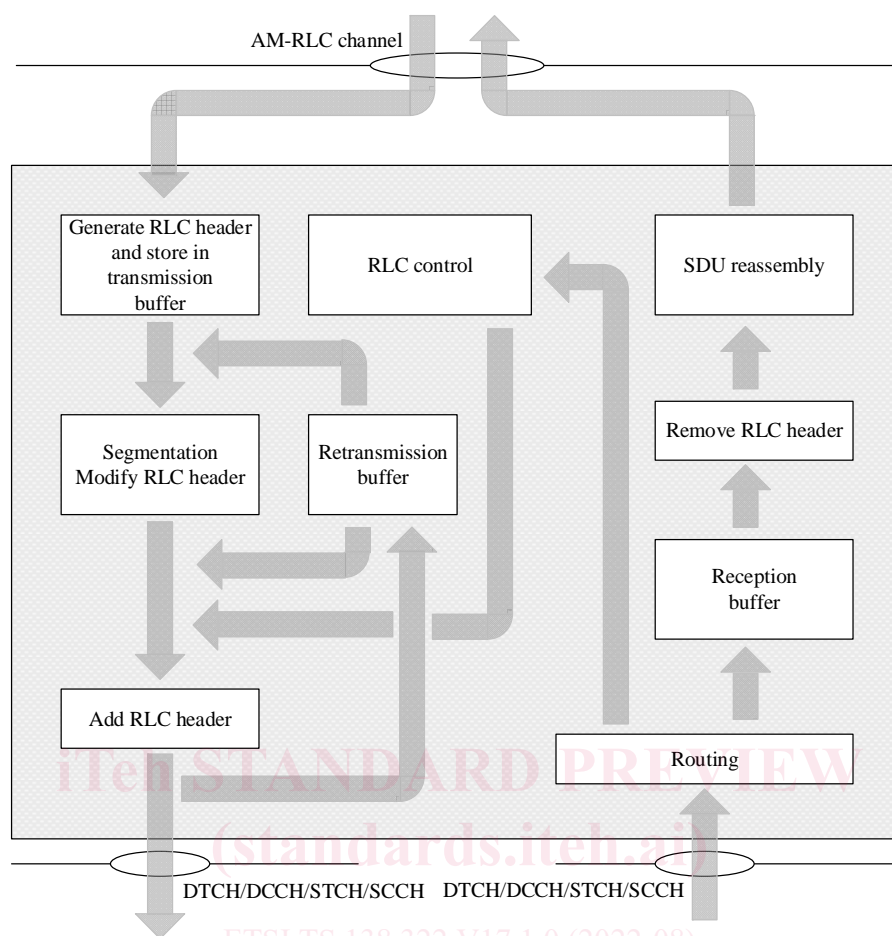 AM-RLC channel
Generate RLC header
and store in
transmission
buffer
RLC control
SDU reassembly
Segmentation
Modify RLC header
Retransmission
buffer
Remove RLC header
Reception
buffer
Add RLC header
Routing
iTeh STANDARD PREVIEW
(standards.iteh.ai)
DTCH/DCCH/STCH/SCCH
DTCH/DCCH/STCH/SCCH
ETSI TS 138 322 V17.1.0 (2022-08)